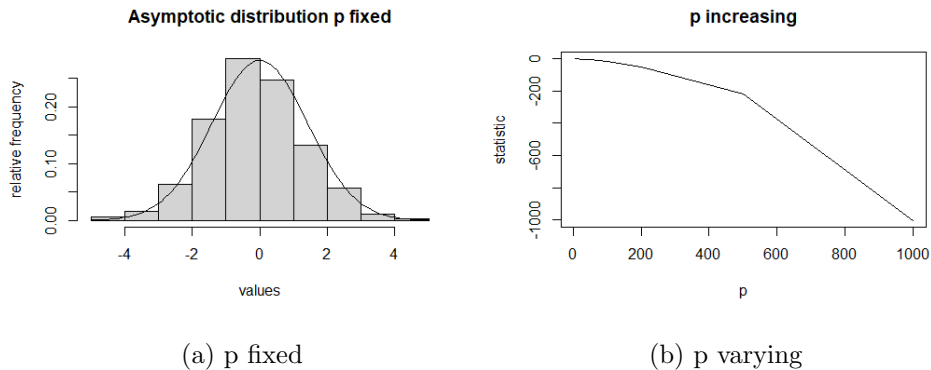 Asymptotic distribution p fixed
relative frequency
0.00 0.10 0.20
-4 -2 0 2 4
values
(a) p fixed
p increasing
statistic
0 -200 -600 -1000
0 200 400 600 800 1000
p
(b) p varying